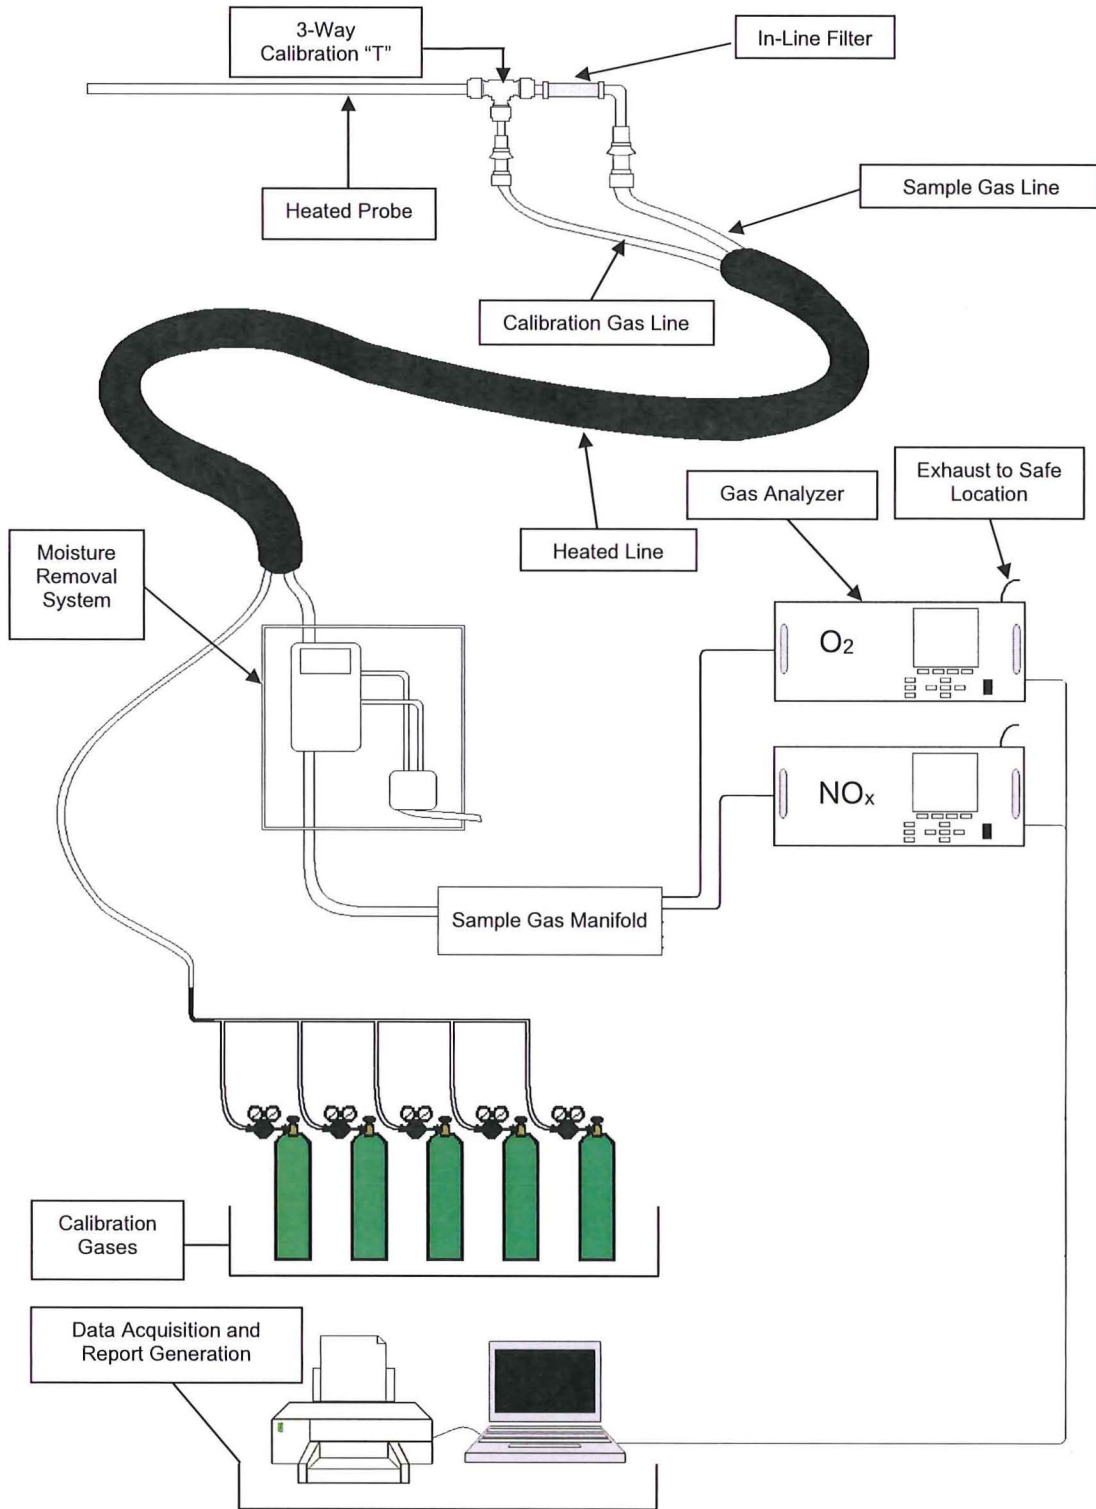 3-Way
Calibration “T”
In-Line Filter
Heated Probe
Sample Gas Line
Calibration Gas Line
Heated Line
Gas Analyzer
Exhaust to Safe
Location
Moisture
Removal
System
O2
NOx
Sample Gas Manifold
Calibration
Gases
Data Acquisition and
Report Generation